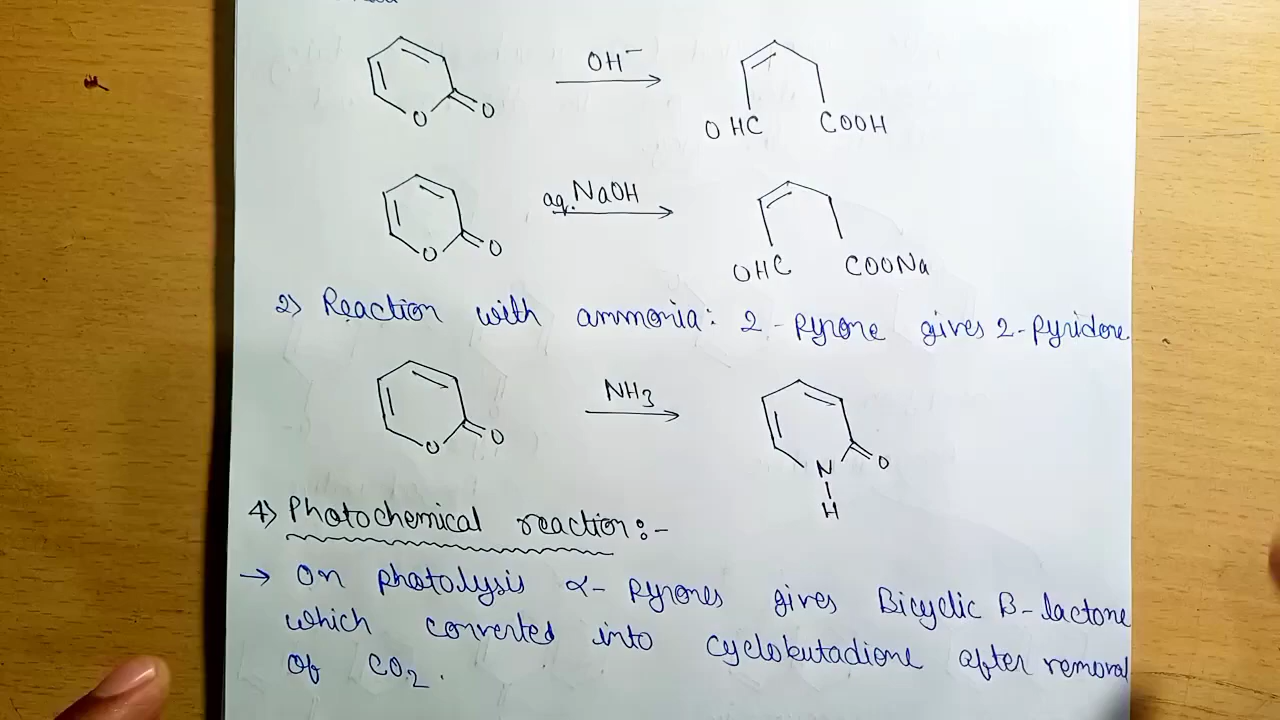 OH⁻
O
O
OHC COOH
aq. NaOH
O
O
OHC COONa
2) Reaction with ammonia: 2-Pyrone gives 2-Pyridone.
NH3
O
O
N
O
H
4) Photochemical reaction:-
→ On photolysis α- Pyrones gives Bicyclic B-lactone
which converted into cyclobutadiene after removal
of CO2.